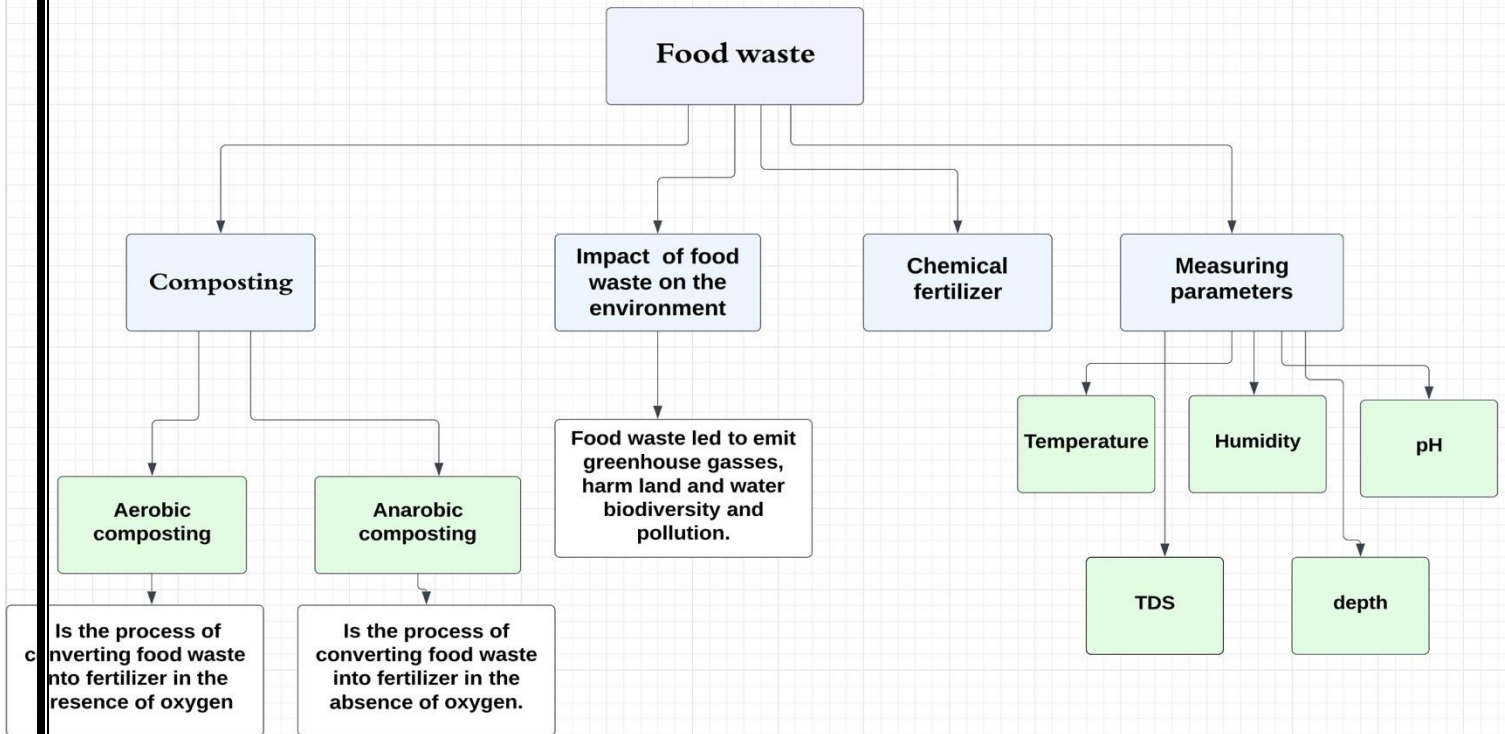 Food waste
Composting
Impact of food
waste on the
environment
Chemical
fertilizer
Measuring
parameters
Temperature
Humidity
pH
Food waste led to emit
greenhouse gasses,
harm land and water
biodiversity and
pollution.
Aerobic
composting
Anarobic
composting
TDS
depth
Is the process of
converting food waste
into fertilizer in the
presence of oxygen
Is the process of
converting food waste
into fertilizer in the
absence of oxygen.